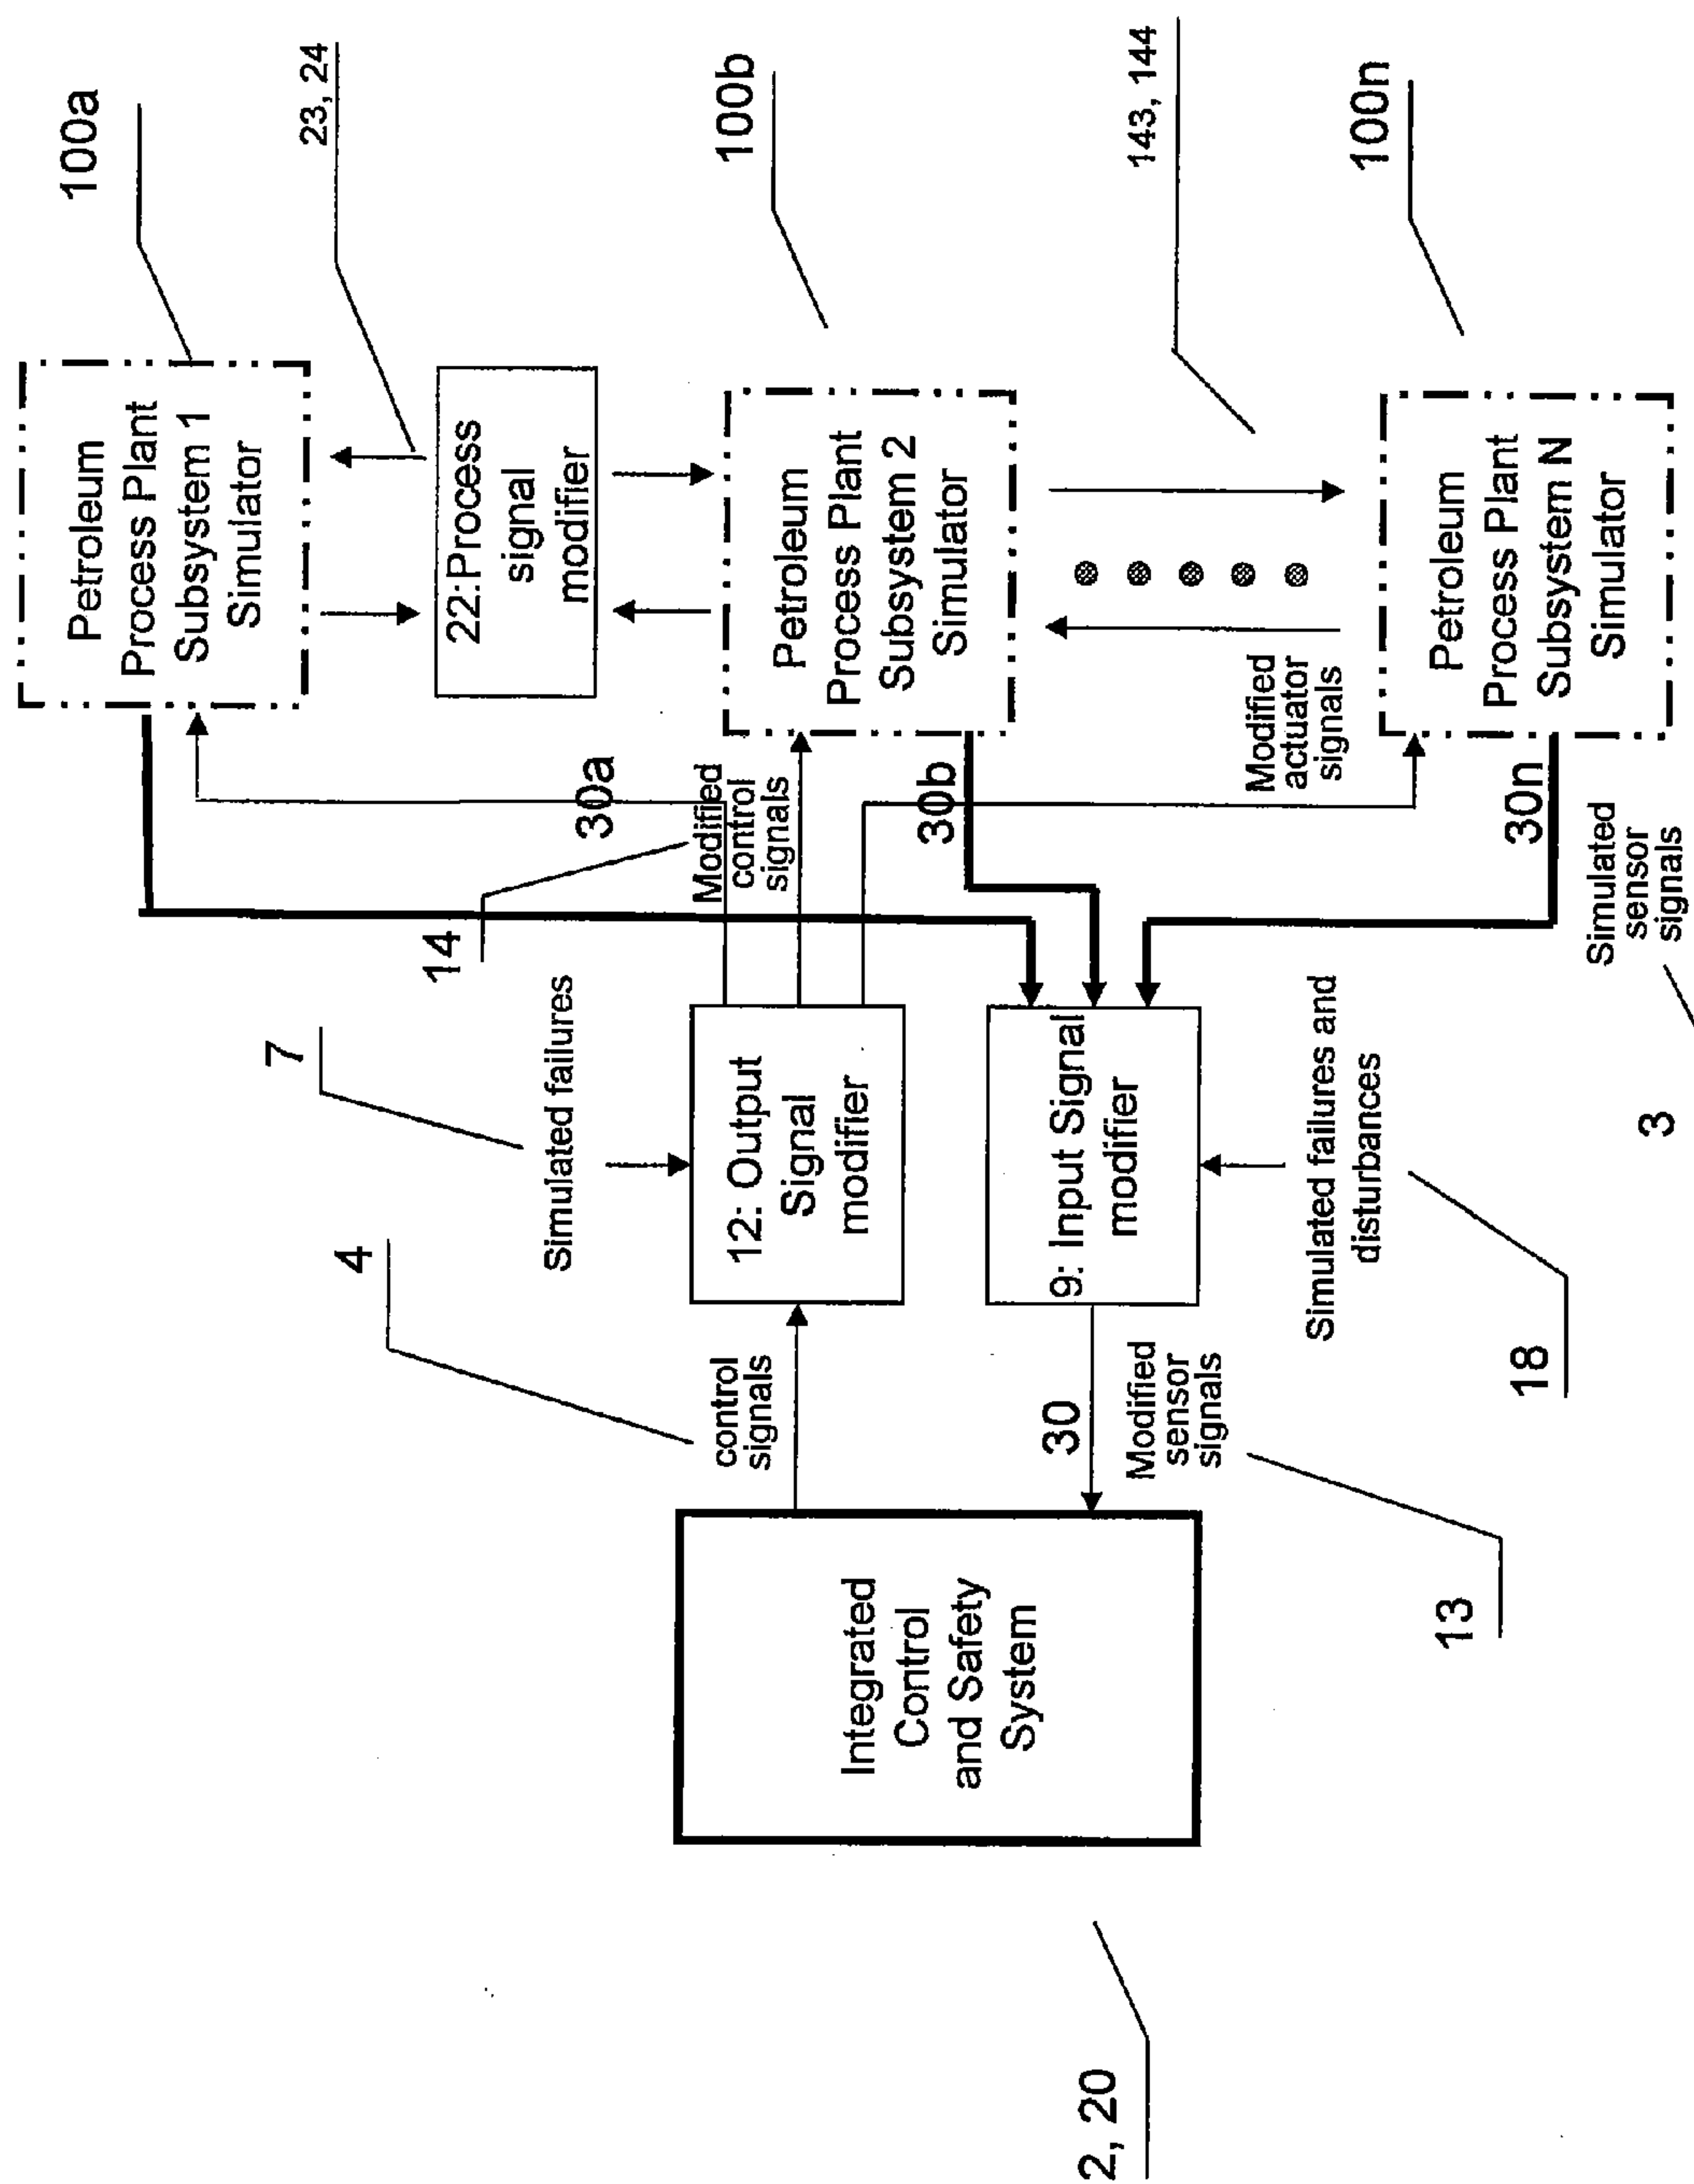 100a
23, 24
100b
143, 144
100n
Petroleum
Process Plant
Subsystem 1
Simulator
22:Process
signal
modifier
Petroleum
Process Plant
Subsystem 2
Simulator
Petroleum
Process Plant
Subsystem N
Simulator
30a
Modified
control
signals
30b
Modified
actuator
signals
30n
Simulated
sensor
signals
3
14
7
Simulated failures
12: Output
Signal
modifier
9: Input Signal
modifier
Simulated failures and
disturbances
18
4
control
signals
30
Modified
sensor
signals
13
Integrated
Control
and Safety
System
2, 20